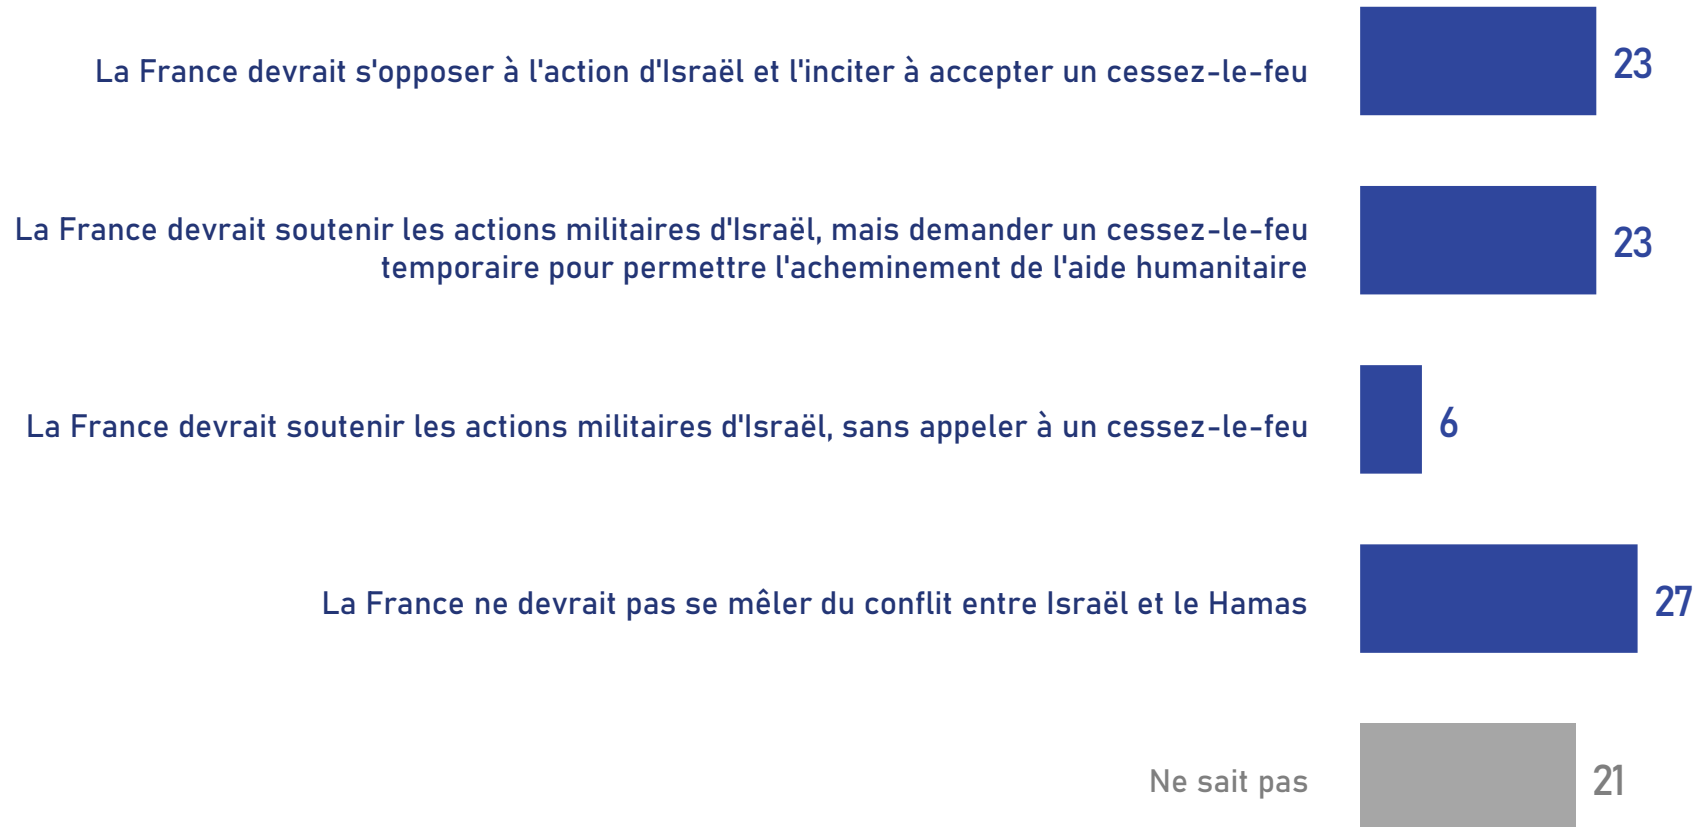 La France devrait s'opposer à l'action d'Israël et l'inciter à accepter un cessez-le-feu
23
La France devrait soutenir les actions militaires d'Israël, mais demander un cessez-le-feu
temporaire pour permettre l'acheminement de l'aide humanitaire
23
La France devrait soutenir les actions militaires d'Israël, sans appeler à un cessez-le-feu
6
La France ne devrait pas se mêler du conflit entre Israël et le Hamas
27
Ne sait pas
21